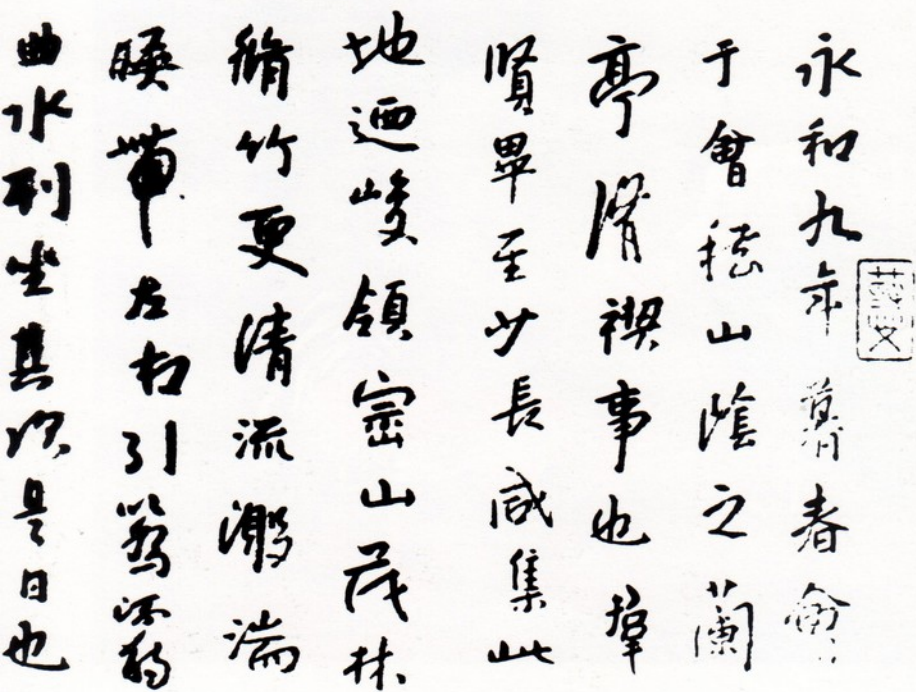 永和九年暮春會
于會稽山陰之蘭
亭脩禊事也羣
賢畢至少長咸集此
地迺峻領崇山茂林
脩竹更清流激湍
暎帶左右引以為流觴
曲水列坐其次是日也